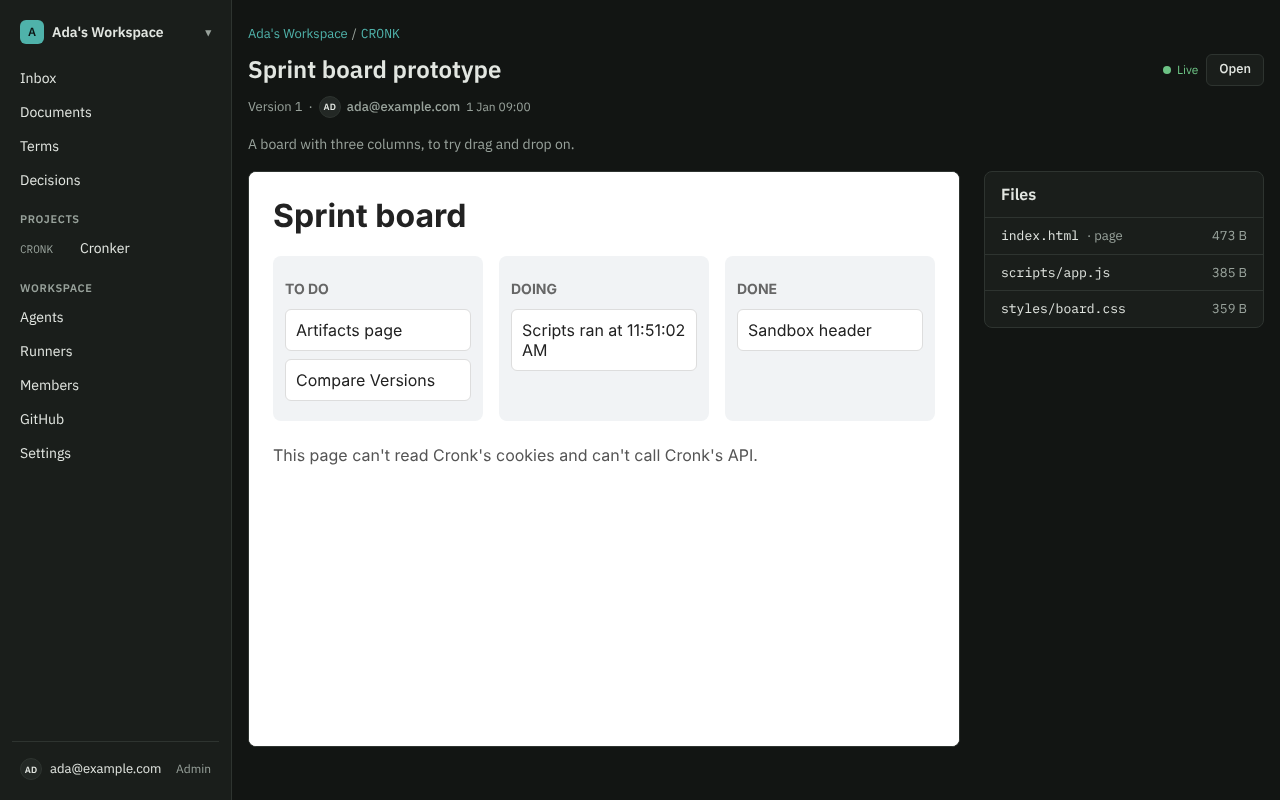 A Ada's Workspace ▾
Inbox
Documents
Terms
Decisions
PROJECTS
CRONK Cronker
WORKSPACE
Agents
Runners
Members
GitHub
Settings
AD ada@example.com Admin
Ada's Workspace / CRONK
Sprint board prototype
Live Open
Version 1 · AD ada@example.com 1 Jan 09:00
A board with three columns, to try drag and drop on.
Sprint board
TO DO
Artifacts page
Compare Versions
DOING
Scripts ran at 11:51:02
AM
DONE
Sandbox header
This page can't read Cronk's cookies and can't call Cronk's API.
Files
index.html · page 473 B
scripts/app.js 385 B
styles/board.css 359 B